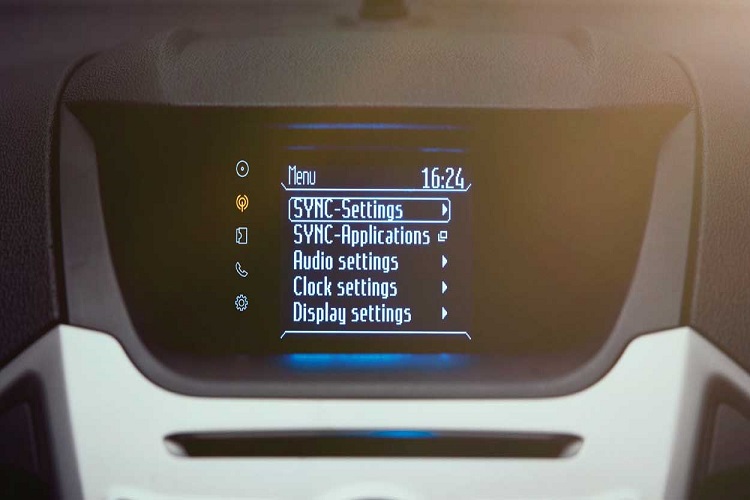 Menu 16:24
SYNC-Settings
SYNC-Applications
Audio settings
Clock settings
Display settings